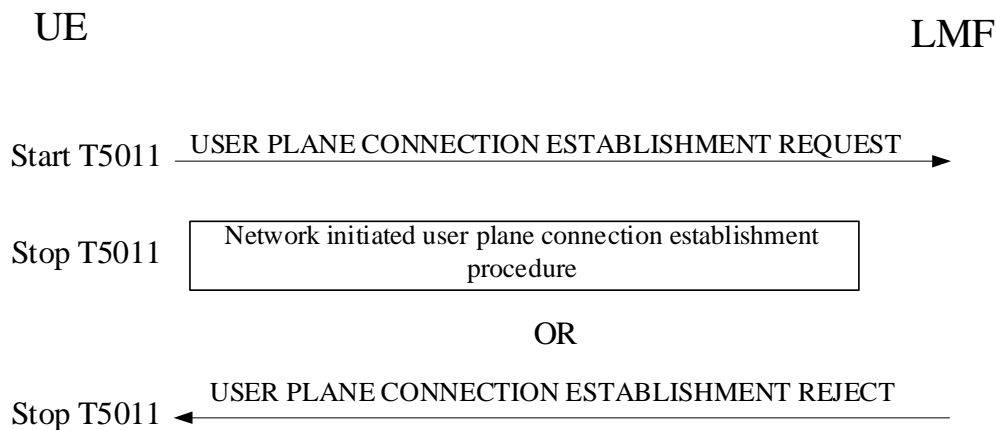 UE
LMF
Start T5011
USER PLANE CONNECTION ESTABLISHMENT REQUEST
Stop T5011
Network initiated user plane connection establishment
procedure
OR
USER PLANE CONNECTION ESTABLISHMENT REJECT
Stop T5011